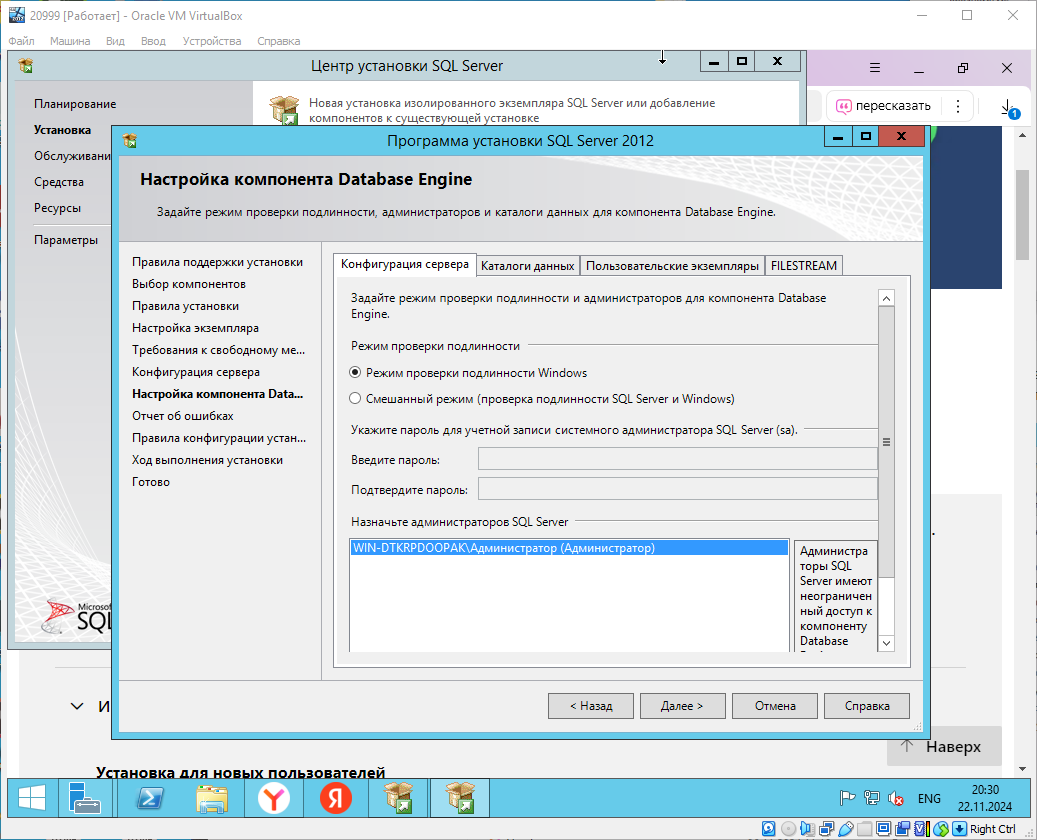 20999 [Работает] - Oracle VM VirtualBox
Файл Машина Вид Ввод Устройства Справка
Центр установки SQL Server
Планирование
Установка
Обслуживани
Средства
Ресурсы
Параметры
Новая установка изолированного экземпляра SQL Server или добавление
компонентов к существующей установке
пересказать
1
Программа установки SQL Server 2012
Настройка компонента Database Engine
Задайте режим проверки подлинности, администраторов и каталоги данных для компонента Database Engine.
Правила поддержки установки
Выбор компонентов
Правила установки
Настройка экземпляра
Требования к свободному ме...
Конфигурация сервера
Настройка компонента Data...
Отчет об ошибках
Правила конфигурации устан...
Ход выполнения установки
Готово
Конфигурация сервера Каталоги данных Пользовательские экземпляры FILESTREAM
Задайте режим проверки подлинности и администраторов для компонента Database
Engine.
Режим проверки подлинности
Режим проверки подлинности Windows
Смешанный режим (проверка подлинности SQL Server и Windows)
Укажите пароль для учетной записи системного администратора SQL Server (sa).
Введите пароль:
Подтвердите пароль:
Назначьте администраторов SQL Server
WIN-DTKRPDOOPAK\Администратор (Администратор)
Администра
торы SQL
Server имеют
неограничен
ный доступ к
компоненту
Database
Microsof
SQL
< Назад Далее > Отмена Справка
И
Наверх
Установка для новых пользователей
ENG
20:30
22.11.2024
Right Ctrl